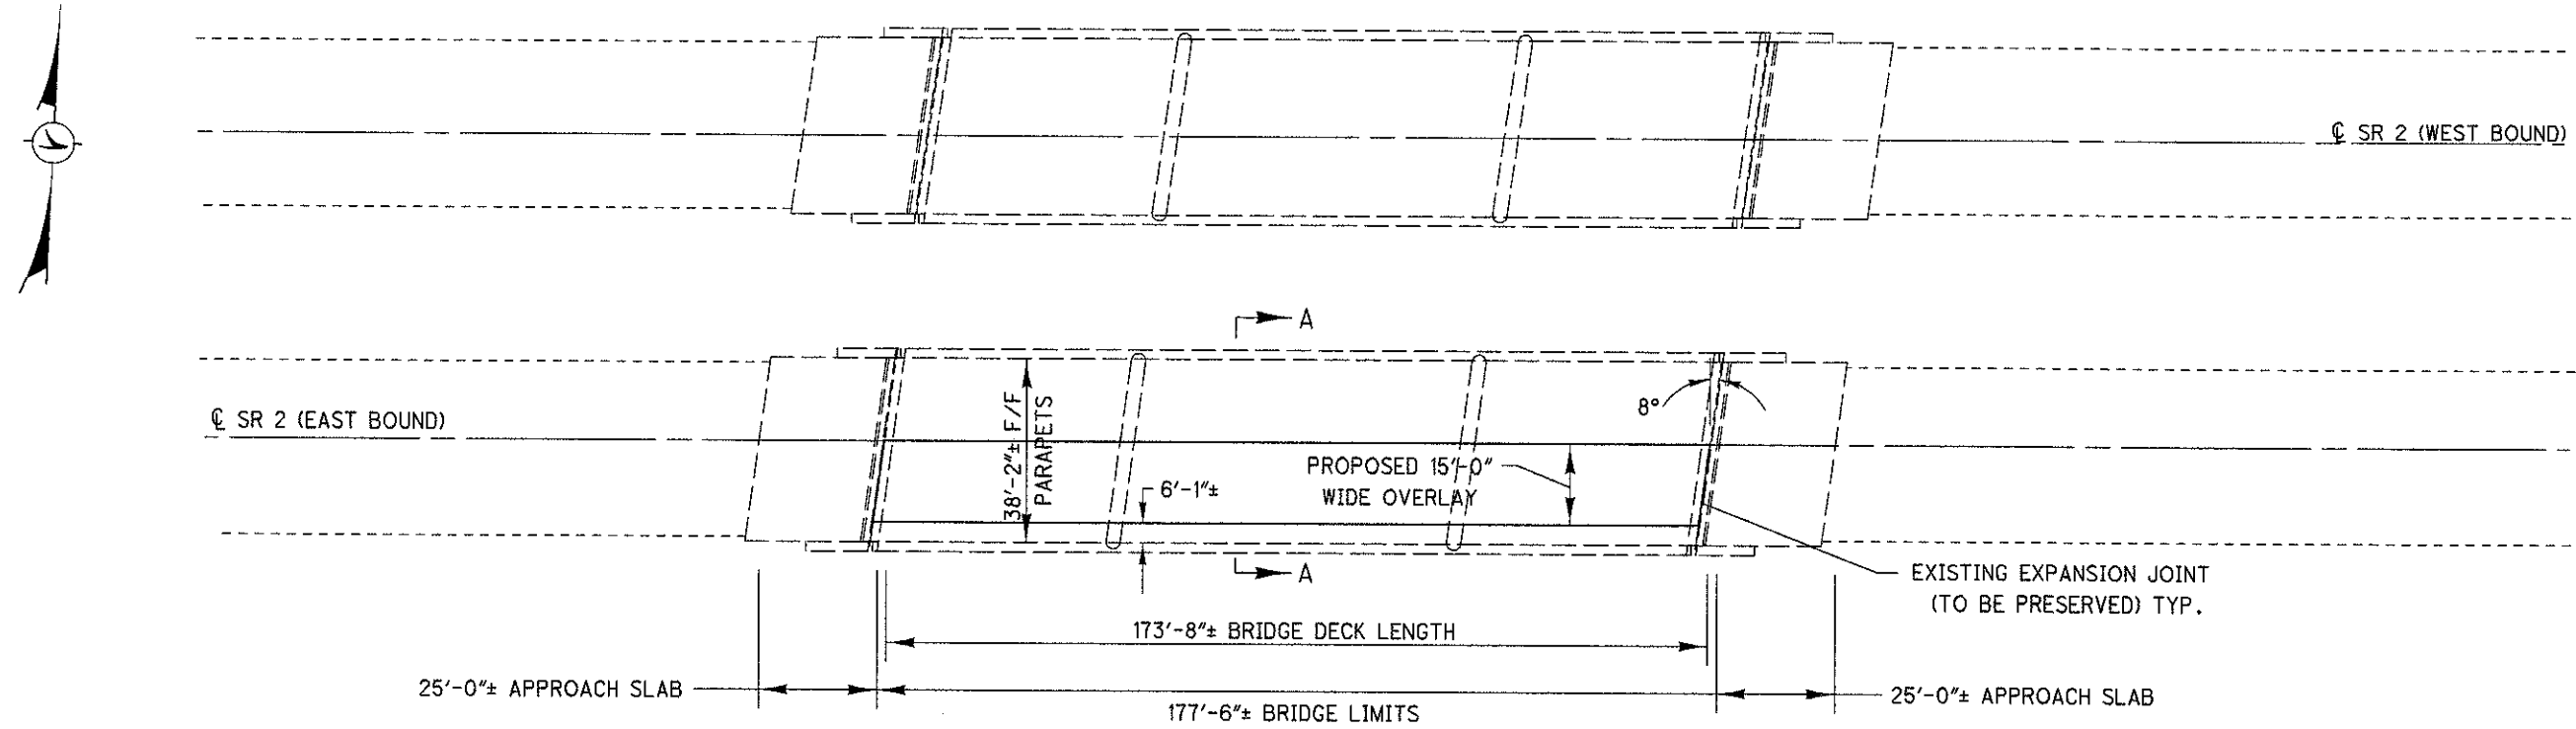 ℄ SR 2 (WEST BOUND)
A
℄ SR 2 (EAST BOUND)
38'-2"± F/F
PARAPETS
8°
PROPOSED 15'-0"
WIDE OVERLAY
6'-1"±
A
EXISTING EXPANSION JOINT
(TO BE PRESERVED) TYP.
173'-8"± BRIDGE DECK LENGTH
25'-0"± APPROACH SLAB
25'-0"± APPROACH SLAB
177'-6"± BRIDGE LIMITS